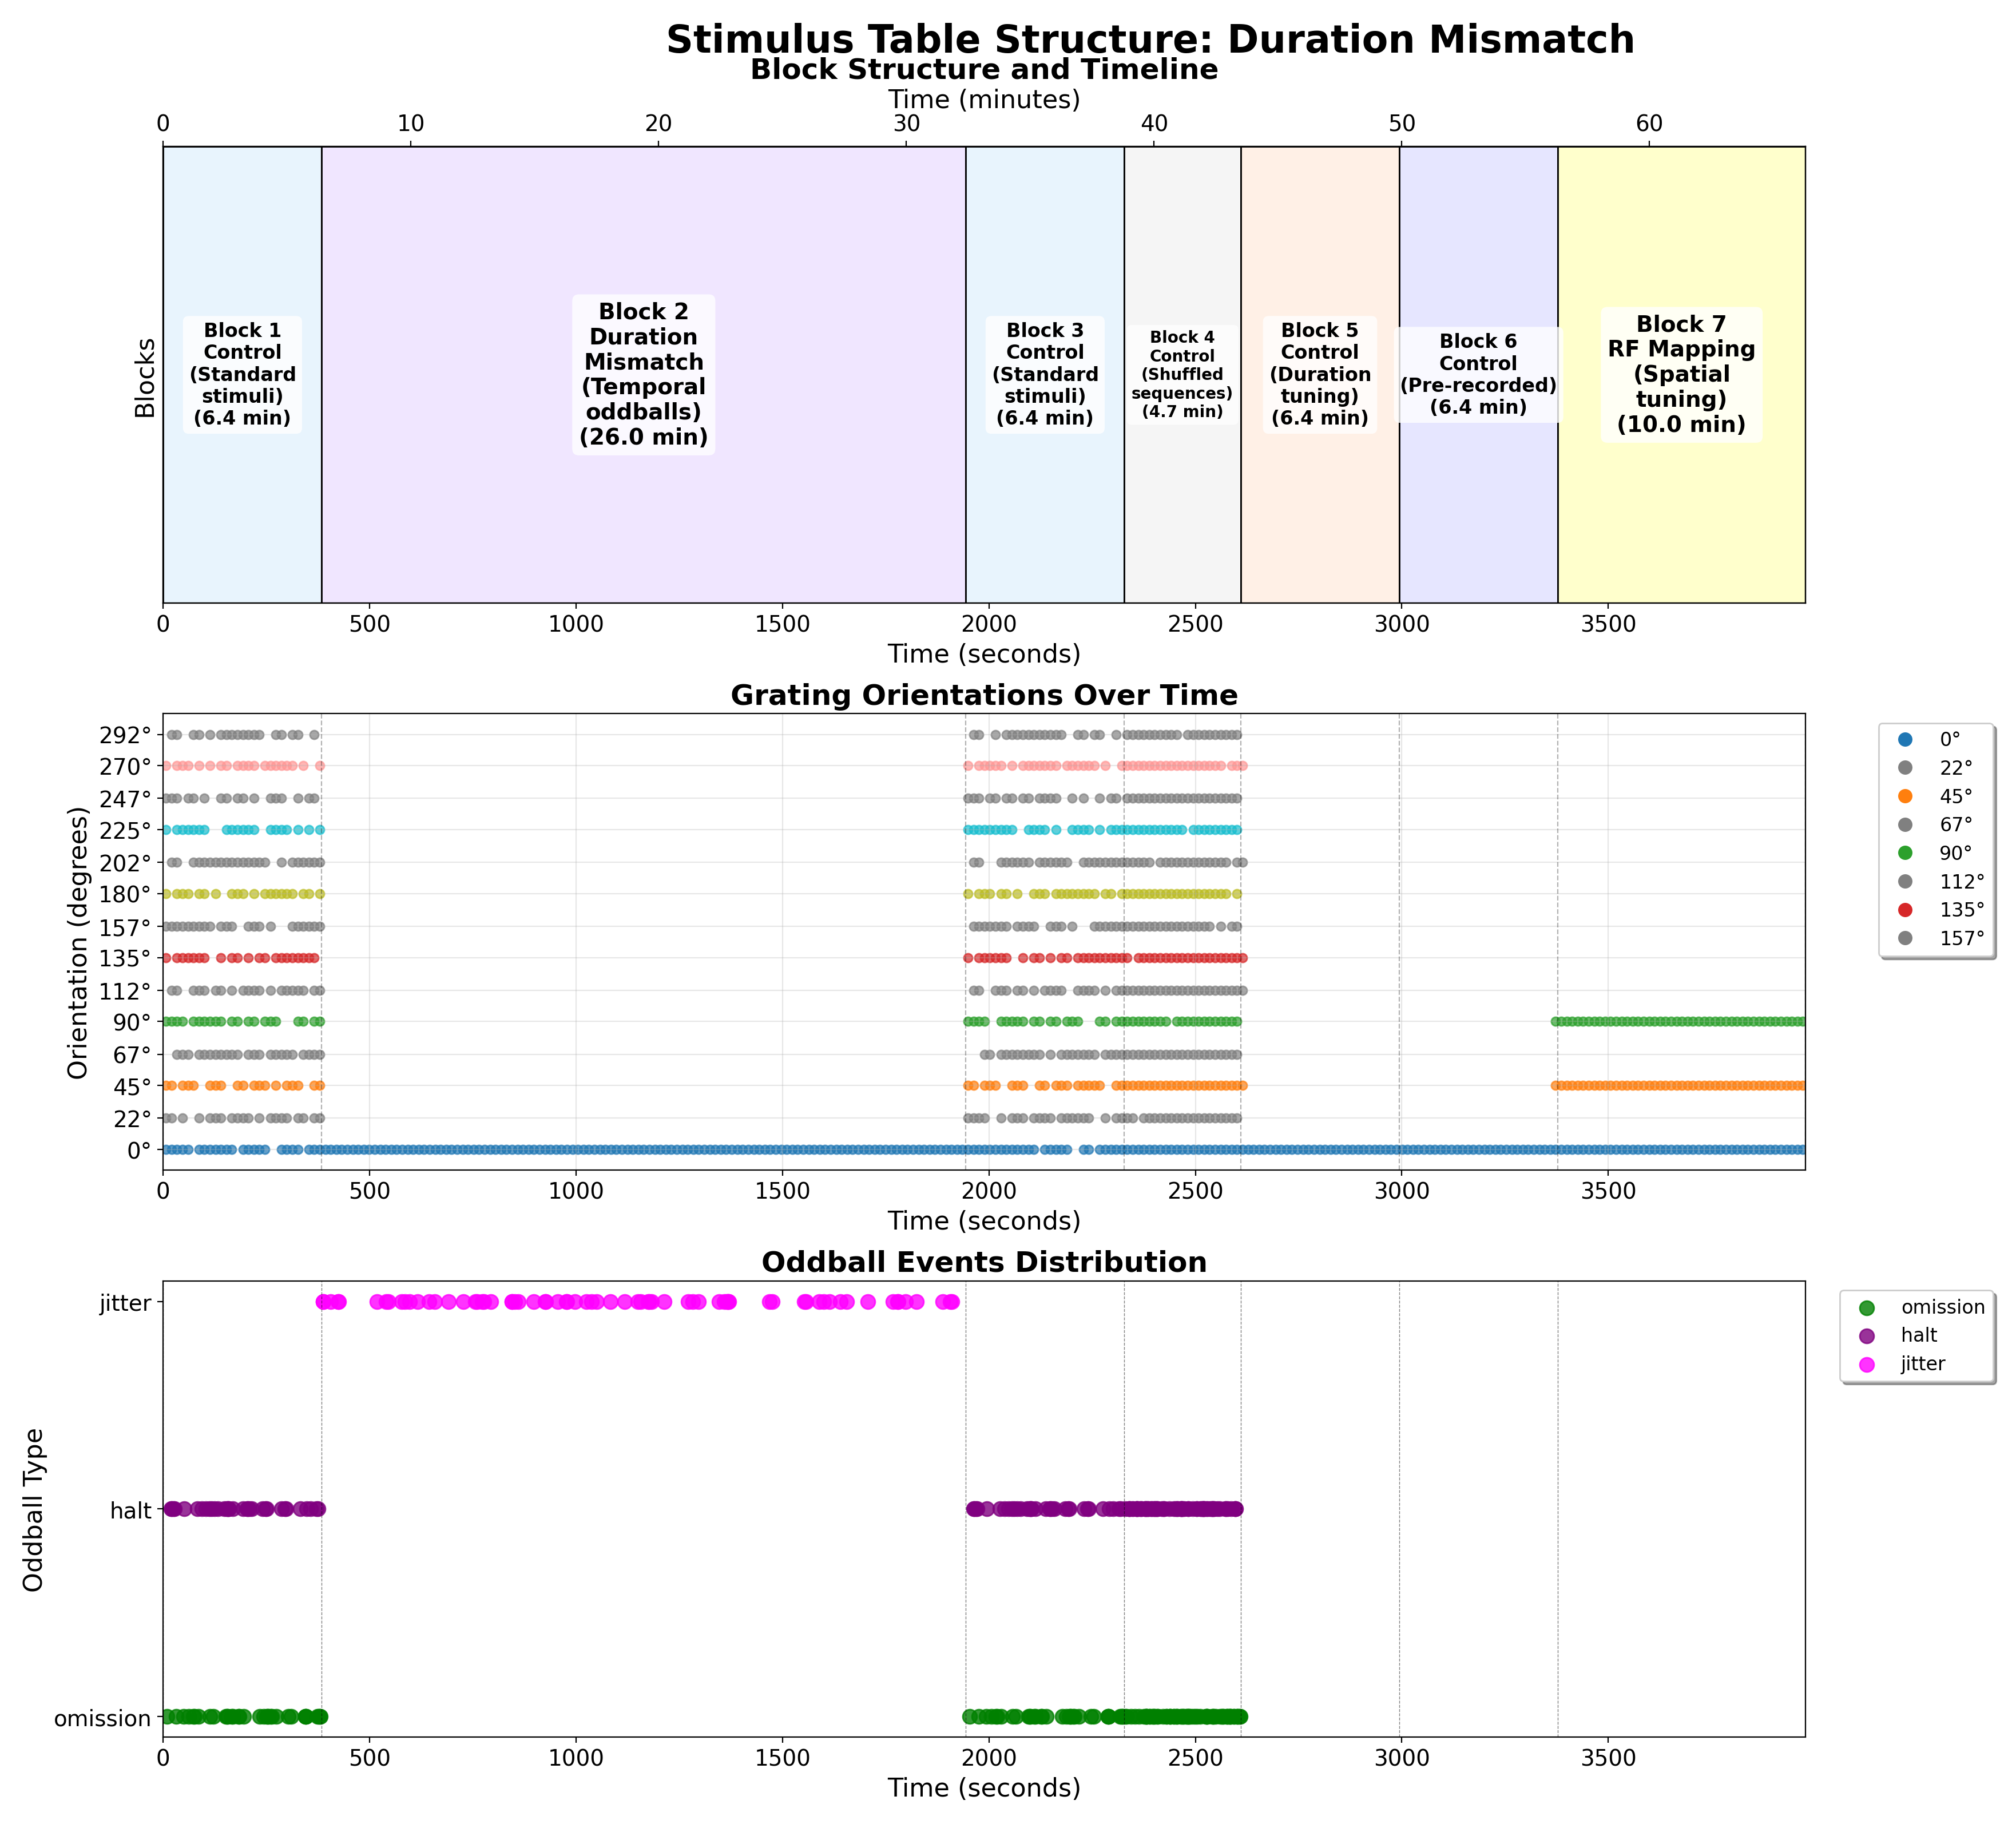 Stimulus Table Structure: Duration Mismatch
Block Structure and Timeline
Time (minutes)
0 10 20 30 40 50 60
Blocks
Block 1
Control
(Standard
stimuli)
(6.4 min)
Block 2
Duration
Mismatch
(Temporal
oddballs)
(26.0 min)
Block 3
Control
(Standard
stimuli)
(6.4 min)
Block 4
Control
(Shuffled
sequences)
(4.7 min)
Block 5
Control
(Duration
tuning)
(6.4 min)
Block 6
Control
(Pre-recorded)
(6.4 min)
Block 7
RF Mapping
(Spatial
tuning)
(10.0 min)
0 500 1000 1500 2000 2500 3000 3500
Time (seconds)
Grating Orientations Over Time
Orientation (degrees)
292°
270°
247°
225°
202°
180°
157°
135°
112°
90°
67°
45°
22°
0°
0 500 1000 1500 2000 2500 3000 3500
Time (seconds)
0°
22°
45°
67°
90°
112°
135°
157°
Oddball Events Distribution
Oddball Type
jitter
halt
omission
0 500 1000 1500 2000 2500 3000 3500
Time (seconds)
omission
halt
jitter